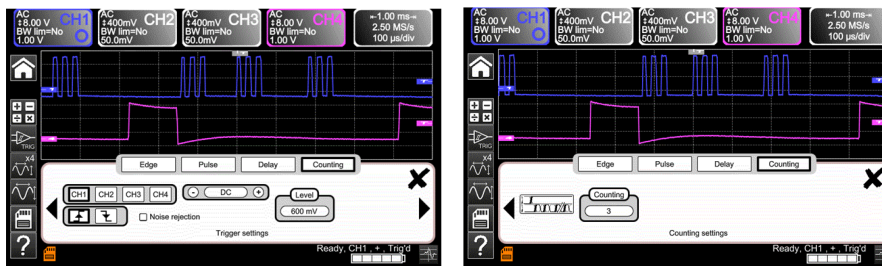 AC CH1
8.00 V
BW lim=No
1.00 V
AC CH2
400mV
BW lim=No
50.0mV
AC CH3
400mV
BW lim=No
50.0mV
AC CH4
8.00 V
BW lim=No
1.00 V
1.00 ms
2.50 MS/s
100 µs/div
TRIG
x4
?
Edge Pulse Delay Counting
CH1 CH2 CH3 CH4
- DC +
Level
600 mV
Noise rejection
Trigger settings
Ready, CH1 , + , Trig'd
AC CH1
8.00 V
BW lim=No
1.00 V
AC CH2
400mV
BW lim=No
50.0mV
AC CH3
400mV
BW lim=No
50.0mV
AC CH4
8.00 V
BW lim=No
1.00 V
1.00 ms
2.50 MS/s
100 µs/div
TRIG
x4
?
Edge Pulse Delay Counting
Counting
3
Counting settings
Ready, CH1 , + , Trig'd